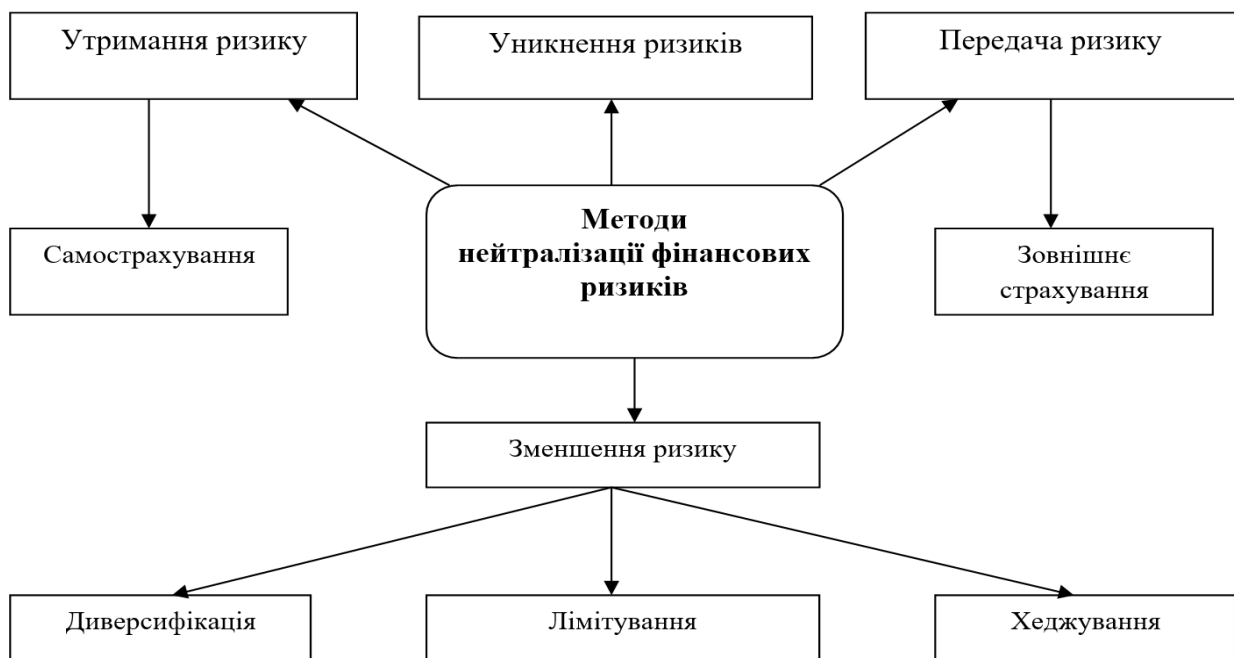 Утримання ризику
Уникнення ризиків
Передача ризику
Методи
нейтралізації фінансових
ризиків
Самострахування
Зовнішнє
страхування
Зменшення ризику
Диверсифікація
Лімітування
Хеджування